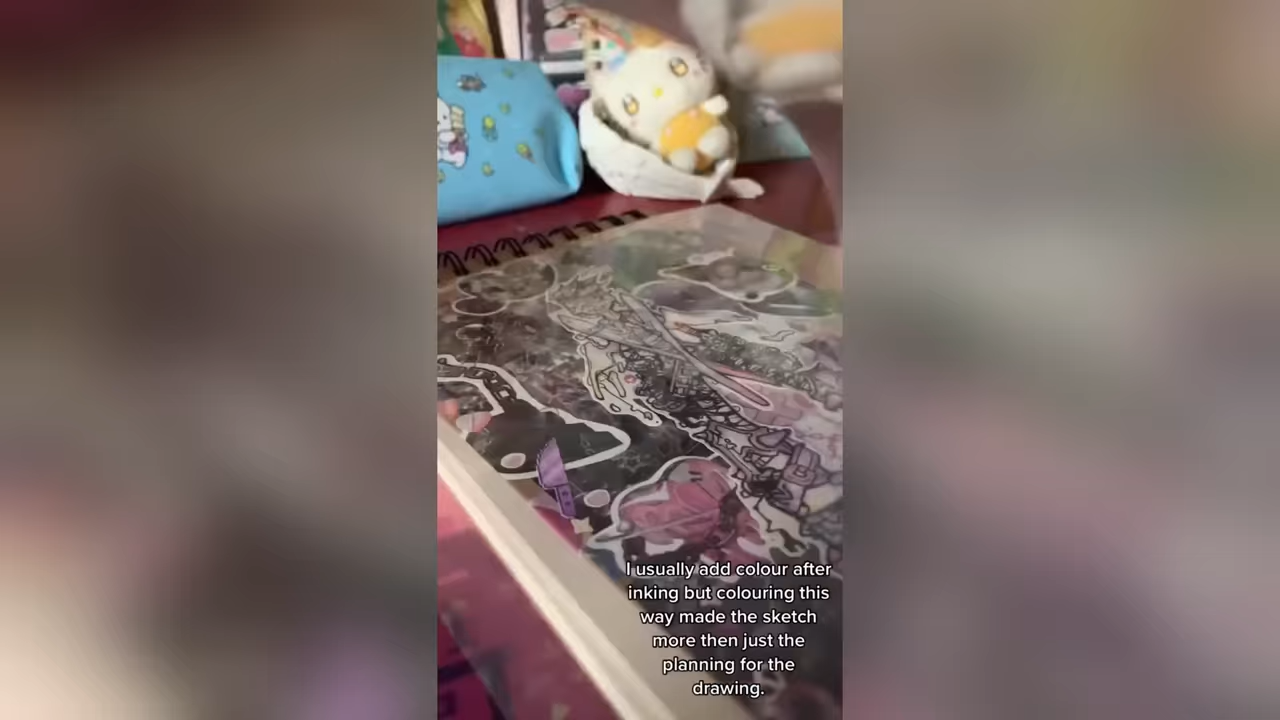 I usually add colour after
inking but colouring this
way made the sketch
more then just the
planning for the
drawing.